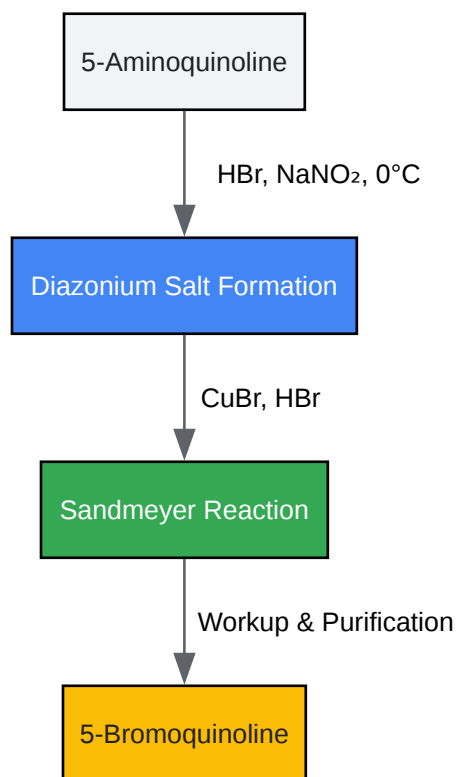 5-Aminoquinoline
HBr, NaNO₂, 0°C
Diazonium Salt Formation
CuBr, HBr
Sandmeyer Reaction
Workup & Purification
5-Bromoquinoline